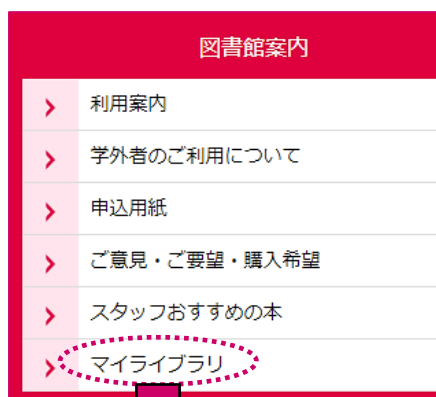 図書館案内
利用案内
学外者のご利用について
申込用紙
ご意見・ご要望・購入希望
スタッフおすすめの本
マイライブラリ